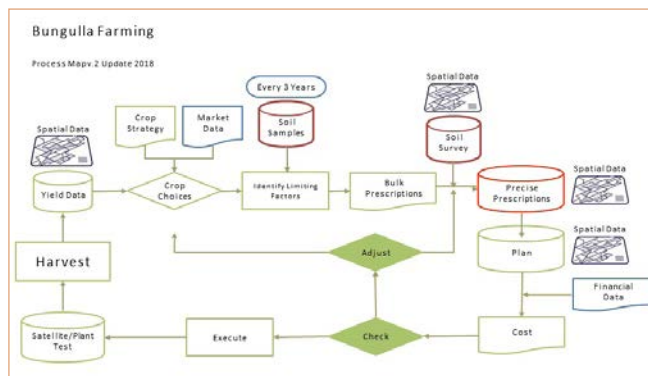 Bungulla Farming
Process Mapv.2 Update 2018
Every 3 Years
Spatial Data
Spatial Data
Crop
Strategy
Market
Data
Soil
Samples
Soil
Survey
Spatial Data
Yield Data
Crop
Choices
Identify Limiting
Factors
Bulk
Prescriptions
Precise
Prescriptions
Spatial Data
Adjust
Plan
Harvest
Financial
Data
Satellite/Plant
Test
Execute
Check
Cost